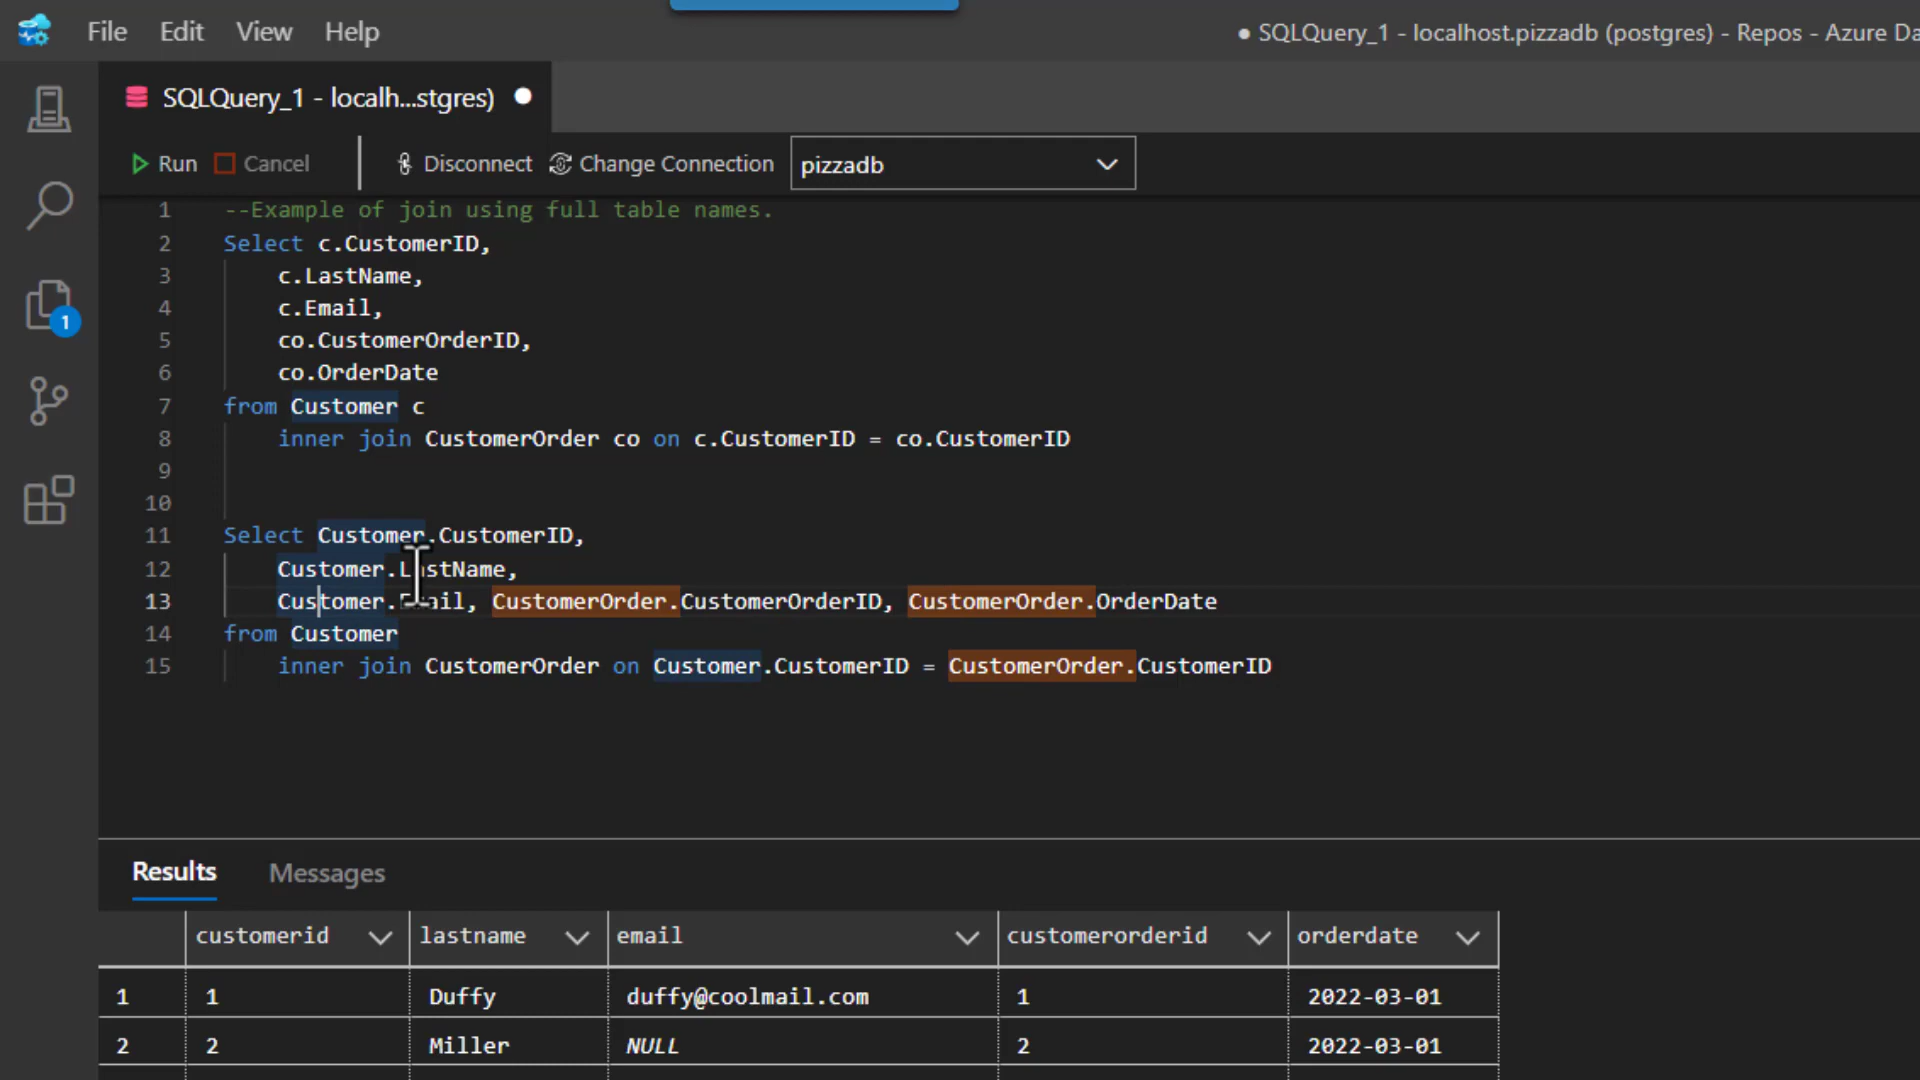 File Edit View Help
● SQLQuery_1 - localhost.pizzadb (postgres) - Repos - Azure Da
SQLQuery_1 - localh...stgres) ●
Run Cancel Disconnect Change Connection pizzadb
1 --Example of join using full table names.
2 Select c.CustomerID,
3 c.LastName,
4 c.Email,
5 co.CustomerOrderID,
6 co.OrderDate
7 from Customer c
8 inner join CustomerOrder co on c.CustomerID = co.CustomerID
9
10
11 Select Customer.CustomerID,
12 Customer.LastName,
13 Customer.Email, CustomerOrder.CustomerOrderID, CustomerOrder.OrderDate
14 from Customer
15 inner join CustomerOrder on Customer.CustomerID = CustomerOrder.CustomerID
1
Results Messages
customerid lastname email customerorderid orderdate
1 1 Duffy duffy@coolmail.com 1 2022-03-01
2 2 Miller NULL 2 2022-03-01